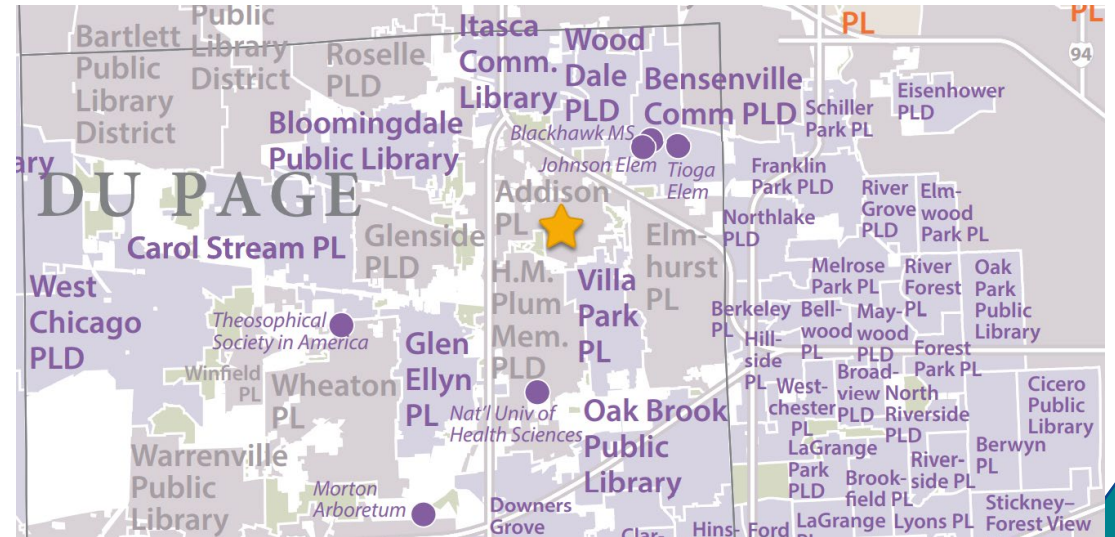 Public
Library
District
Bartlett
Public
Library
District
Roselle
PLD
Itasca
Comm.
Library
Wood
Dale
PLD
Bensenville
Comm PLD
Schiller
Park PL
Eisenhower
PLD
PL
PL
94
Bloomingdale
Public Library
Blackhawk MS
Johnson Elem
Tioga
Elem
ary
DU PAGE
Addison
PL
Franklin
Park PLD
River
Grove
PLD
Elm-
wood
Park PL
Northlake
PLD
Carol Stream PL
Glenside
PLD
Elm-
hurst
PL
H.M.
Plum
Mem.
PLD
Villa
Park
PL
Melrose
Park PL
River
Forest
PL
Oak
Park
Public
Library
West
Chicago
PLD
Theosophical
Society in America
Glen
Ellyn
PL
Berkeley
PL
Bell-
wood
PL
May-
wood
PLD
Hill-
side
PL
Forest
Park PL
Winfield
PL
Wheaton
PL
Nat'l Univ of
Health Sciences
Oak Brook
Public
Library
West-
chester
PL
Broad-
view
PLD
North
Riverside
PLD
Cicero
Public
Library
Berwyn
PL
LaGrange
Park
PLD
River-
side PL
Brook-
field PL
Warrenville
Public
Library
Morton
Arboretum
Downers
Grove
Clar-
Hins-
Ford
LaGrange
Lyons PL
Stickney–
Forest View